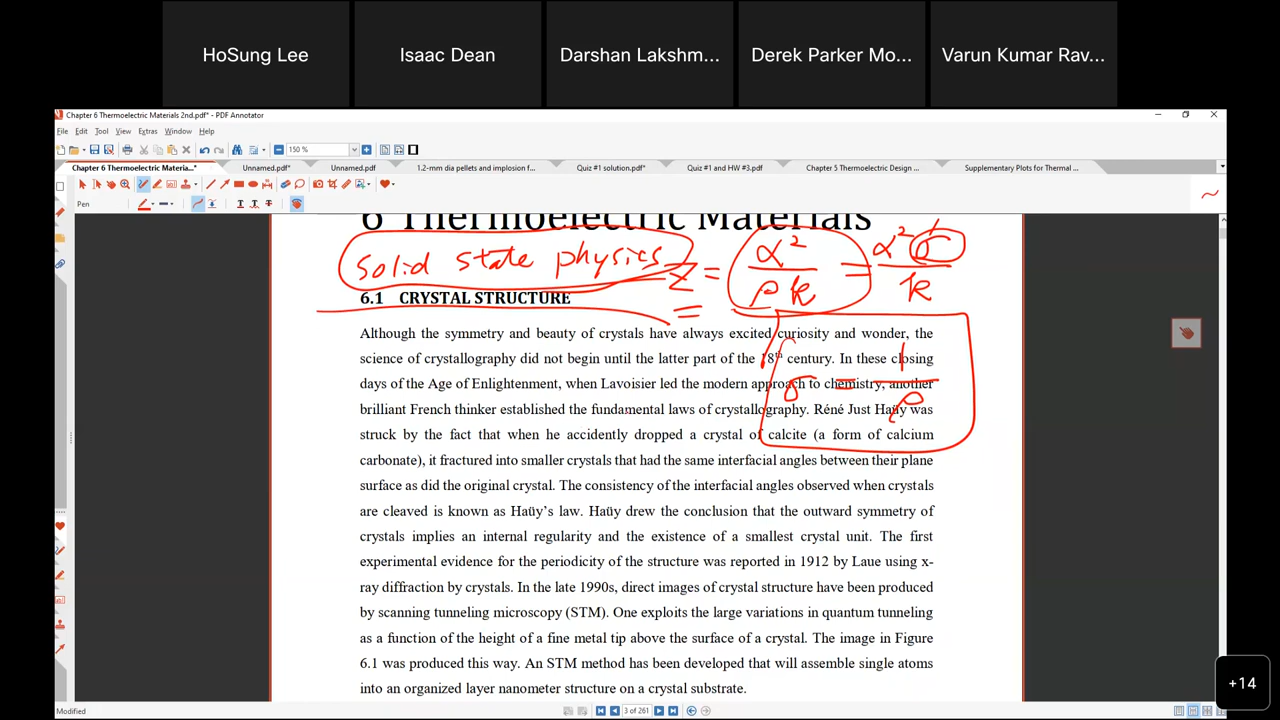 HoSung Lee
Isaac Dean
Darshan Lakshm...
Derek Parker Mo...
Varun Kumar Rav...
Chapter 6 Thermoelectric Materials 2nd.pdf* - PDF Annotator
File Edit Tool View Extras Window Help
150 %
Chapter 6 Thermoelectric Materia...*
Unnamed.pdf*
Unnamed.pdf
1.2-mm dia pellets and implosion f...
Quiz #1 solution.pdf*
Quiz #1 and HW #3.pdf
Chapter 5 Thermoelectric Design ...
Supplementary Plots for Thermal ...
Pen
6 Thermoelectric Materials
Solid state physics
Z = α² / ρk = α² σ / k
6.1 CRYSTAL STRUCTURE
σ = 1 / ρ
Although the symmetry and beauty of crystals have always excited curiosity and wonder, the
science of crystallography did not begin until the latter part of the 18th century. In these closing
days of the Age of Enlightenment, when Lavoisier led the modern approach to chemistry, another
brilliant French thinker established the fundamental laws of crystallography. Réné Just Haüy was
struck by the fact that when he accidently dropped a crystal of calcite (a form of calcium
carbonate), it fractured into smaller crystals that had the same interfacial angles between their plane
surface as did the original crystal. The consistency of the interfacial angles observed when crystals
are cleaved is known as Haüy's law. Haüy drew the conclusion that the outward symmetry of
crystals implies an internal regularity and the existence of a smallest crystal unit. The first
experimental evidence for the periodicity of the structure was reported in 1912 by Laue using x-
ray diffraction by crystals. In the late 1990s, direct images of crystal structure have been produced
by scanning tunneling microscopy (STM). One exploits the large variations in quantum tunneling
as a function of the height of a fine metal tip above the surface of a crystal. The image in Figure
6.1 was produced this way. An STM method has been developed that will assemble single atoms
into an organized layer nanometer structure on a crystal substrate.
+14
Modified
3 of 261